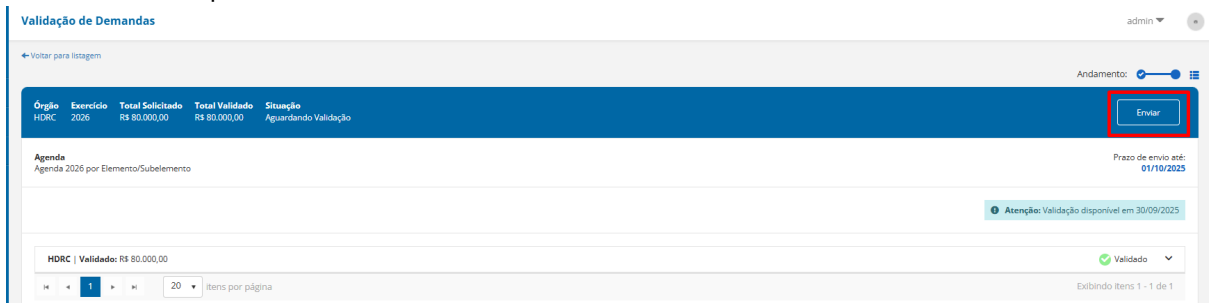 Validação de Demandas
admin
Voltar para listagem
Andamento:
Órgão Exercício Total Solicitado Total Validado Situação
HDRC 2026 R$ 80.000,00 R$ 80.000,00 Aguardando Validação
Enviar
Agenda
Agenda 2026 por Elemento/Subelemento
Prazo de envio até:
01/10/2025
Atenção: Validação disponível em 30/09/2025
HDRC | Validado: R$ 80.000,00
Validado
1 20 itens por página
Exibindo itens 1 - 1 de 1